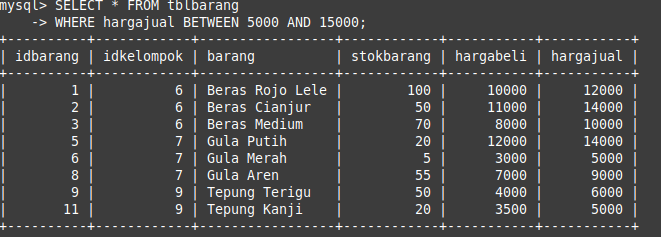 mysql> SELECT * FROM tblbarang
    -> WHERE hargajual BETWEEN 5000 AND 15000;
+----------+------------+-----------------+------------+-----------+-----------+
| idbarang | idkelompok | barang          | stokbarang | hargabeli | hargajual |
+----------+------------+-----------------+------------+-----------+-----------+
|        1 |          6 | Beras Rojo Lele |        100 |     10000 |     12000 |
|        2 |          6 | Beras Cianjur   |         50 |     11000 |     14000 |
|        3 |          6 | Beras Medium    |         70 |      8000 |     10000 |
|        5 |          7 | Gula Putih      |         20 |     12000 |     14000 |
|        6 |          7 | Gula Merah      |          5 |      3000 |      5000 |
|        8 |          7 | Gula Aren       |         55 |      7000 |      9000 |
|        9 |          9 | Tepung Terigu   |         50 |      4000 |      6000 |
|       11 |          9 | Tepung Kanji    |         20 |      3500 |      5000 |
+----------+------------+-----------------+------------+-----------+-----------+